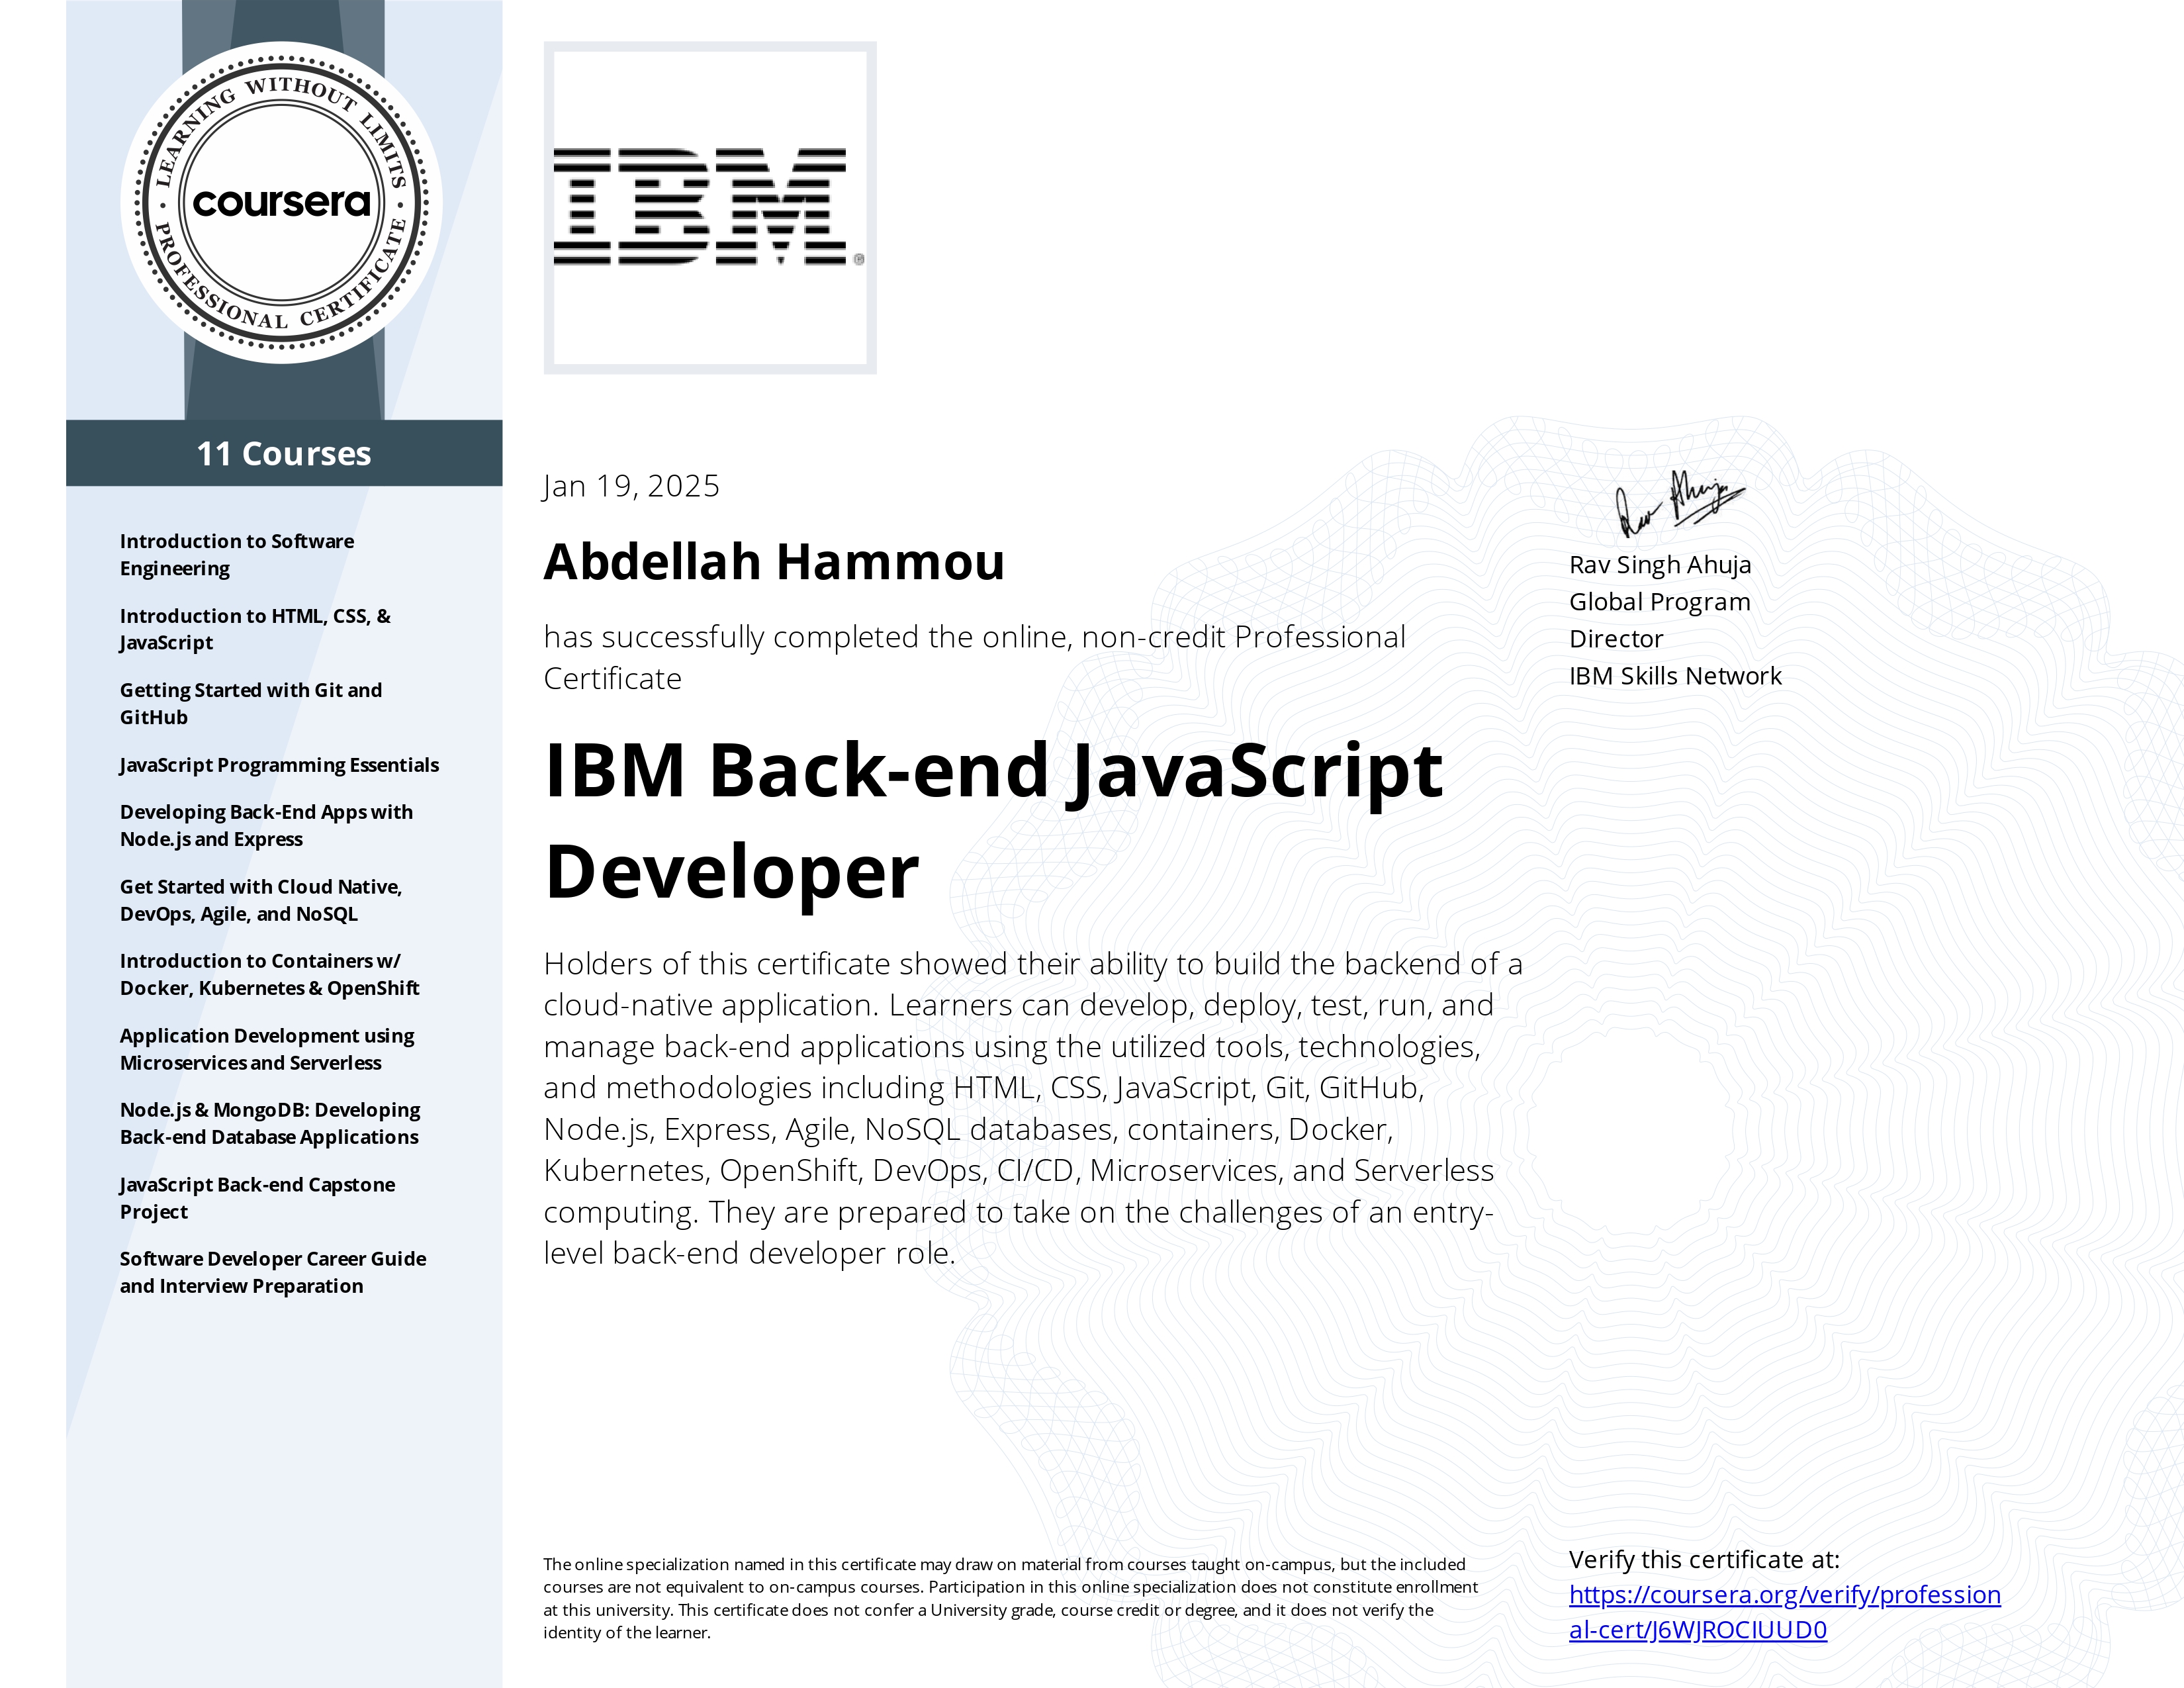 LEARNING WITHOUT LIMITS
coursera
PROFESSIONAL CERTIFICATE
11 Courses
Introduction to Software
Engineering
Introduction to HTML, CSS, &
JavaScript
Getting Started with Git and
GitHub
JavaScript Programming Essentials
Developing Back-End Apps with
Node.js and Express
Get Started with Cloud Native,
DevOps, Agile, and NoSQL
Introduction to Containers w/
Docker, Kubernetes & OpenShift
Application Development using
Microservices and Serverless
Node.js & MongoDB: Developing
Back-end Database Applications
JavaScript Back-end Capstone
Project
Software Developer Career Guide
and Interview Preparation
IBM®
Jan 19, 2025
Abdellah Hammou
has successfully completed the online, non-credit Professional
Certificate
IBM Back-end JavaScript
Developer
Holders of this certificate showed their ability to build the backend of a
cloud-native application. Learners can develop, deploy, test, run, and
manage back-end applications using the utilized tools, technologies,
and methodologies including HTML, CSS, JavaScript, Git, GitHub,
Node.js, Express, Agile, NoSQL databases, containers, Docker,
Kubernetes, OpenShift, DevOps, CI/CD, Microservices, and Serverless
computing. They are prepared to take on the challenges of an entry-
level back-end developer role.
The online specialization named in this certificate may draw on material from courses taught on-campus, but the included
courses are not equivalent to on-campus courses. Participation in this online specialization does not constitute enrollment
at this university. This certificate does not confer a University grade, course credit or degree, and it does not verify the
identity of the learner.
Rav Ahuja
Rav Singh Ahuja
Global Program
Director
IBM Skills Network
Verify this certificate at:
https://coursera.org/verify/profession
al-cert/J6WJROCIUUD0